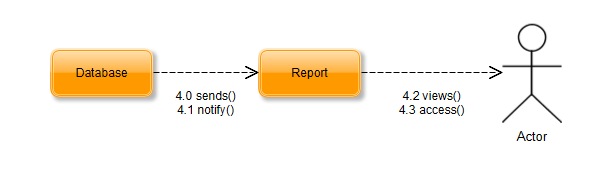 Database
Report
4.0 sends()
4.1 notify()
4.2 views()
4.3 access()
Actor